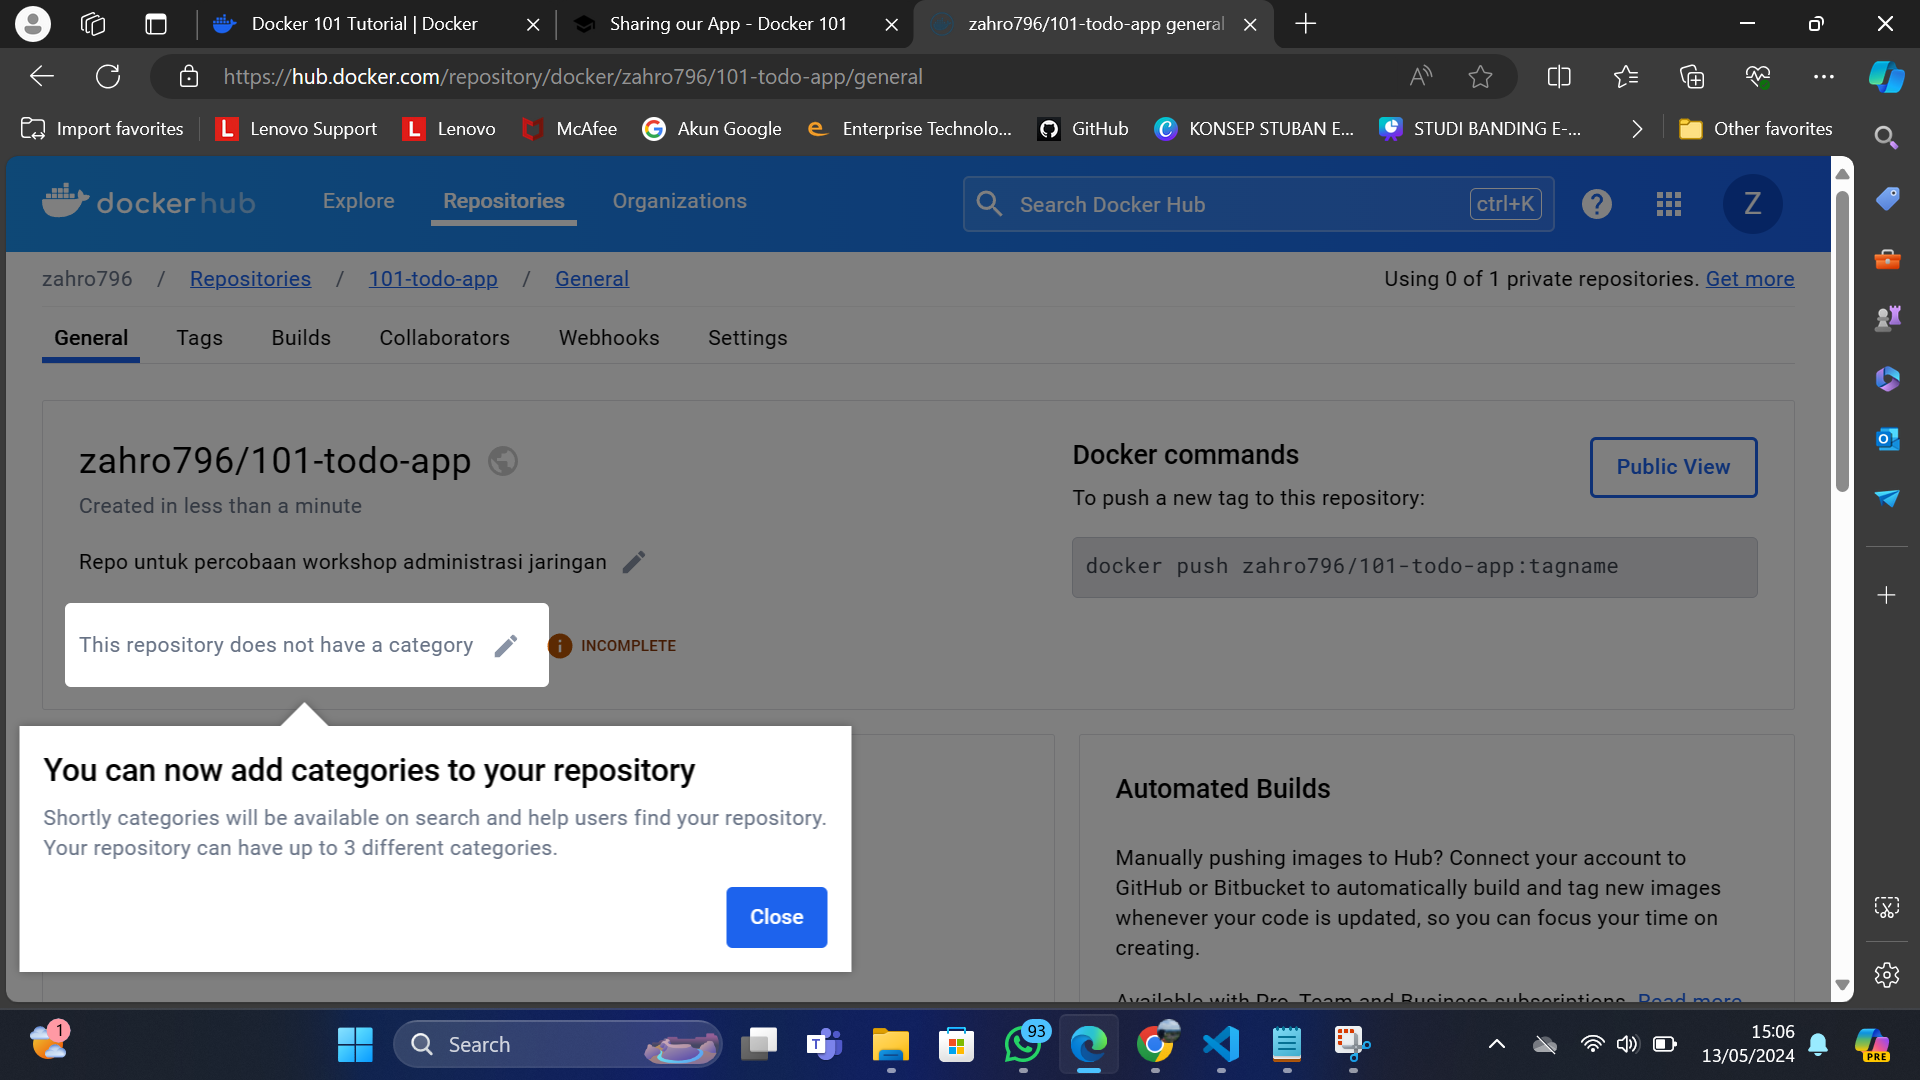 Docker 101 Tutorial | Docker
Sharing our App - Docker 101
zahro796/101-todo-app general
https://hub.docker.com/repository/docker/zahro796/101-todo-app/general
Import favorites
Lenovo Support
Lenovo
McAfee
Akun Google
Enterprise Technolo...
GitHub
KONSEP STUBAN E...
STUDI BANDING E-...
Other favorites
docker hub
Explore
Repositories
Organizations
Search Docker Hub
ctrl+K
?
Z
zahro796 / Repositories / 101-todo-app / General
Using 0 of 1 private repositories. Get more
General
Tags
Builds
Collaborators
Webhooks
Settings
zahro796/101-todo-app
Created in less than a minute
Repo untuk percobaan workshop administrasi jaringan
This repository does not have a category
INCOMPLETE
Docker commands
Public View
To push a new tag to this repository:
docker push zahro796/101-todo-app:tagname
You can now add categories to your repository
Shortly categories will be available on search and help users find your repository.
Your repository can have up to 3 different categories.
Close
Automated Builds
Manually pushing images to Hub? Connect your account to
GitHub or Bitbucket to automatically build and tag new images
whenever your code is updated, so you can focus your time on
creating.
Available with Pro, Team and Business subscriptions. Read more
1
Search
93
15:06
13/05/2024
PRE